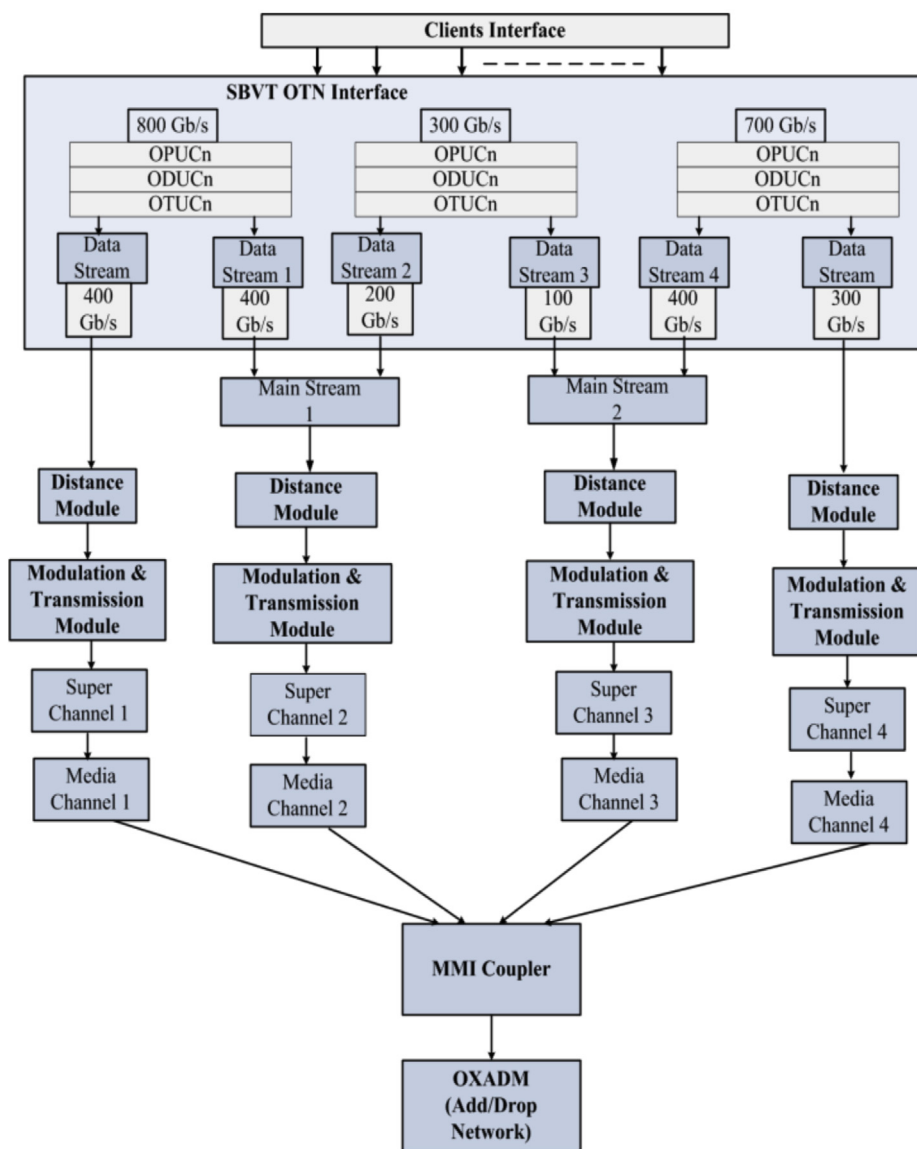 Clients Interface
SBVT OTN Interface
800 Gb/s
300 Gb/s
700 Gb/s
OPUCn
OPUCn
OPUCn
ODUCn
ODUCn
ODUCn
OTUCn
OTUCn
OTUCn
Data
Stream
Data
Stream 1
Data
Stream 2
Data
Stream 3
Data
Stream 4
Data
Stream
400
Gb/s
400
Gb/s
200
Gb/s
100
Gb/s
400
Gb/s
300
Gb/s
Main Stream
1
Main Stream
2
Distance
Module
Distance
Module
Distance
Module
Distance
Module
Modulation &
Transmission
Module
Modulation &
Transmission
Module
Modulation &
Transmission
Module
Modulation &
Transmission
Module
Super
Channel 1
Super
Channel 2
Super
Channel 3
Super
Channel 4
Media
Channel 1
Media
Channel 2
Media
Channel 3
Media
Channel 4
MMI Coupler
OXADM
(Add/Drop
Network)